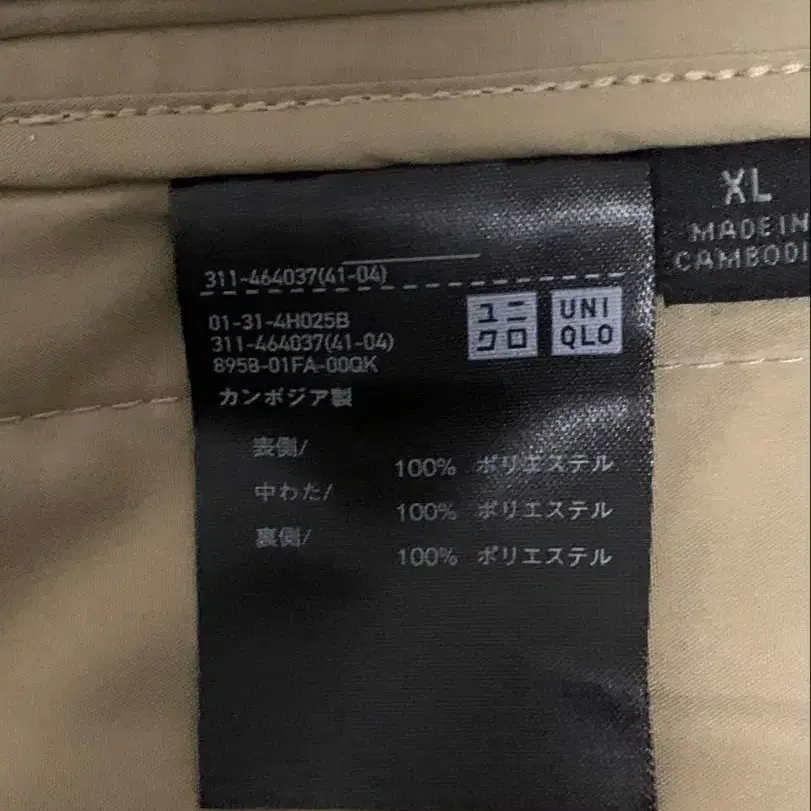 XL
MADE IN
CAMBODI
311-464037(41-04)
ユニ
クロ
UNI
QLO
01-31-4H025B
311-464037(41-04)
8958-01FA-00QK
カンボジア製
表側/
100% ポリエステル
中わた/
100% ポリエステル
裏側/
100% ポリエステル